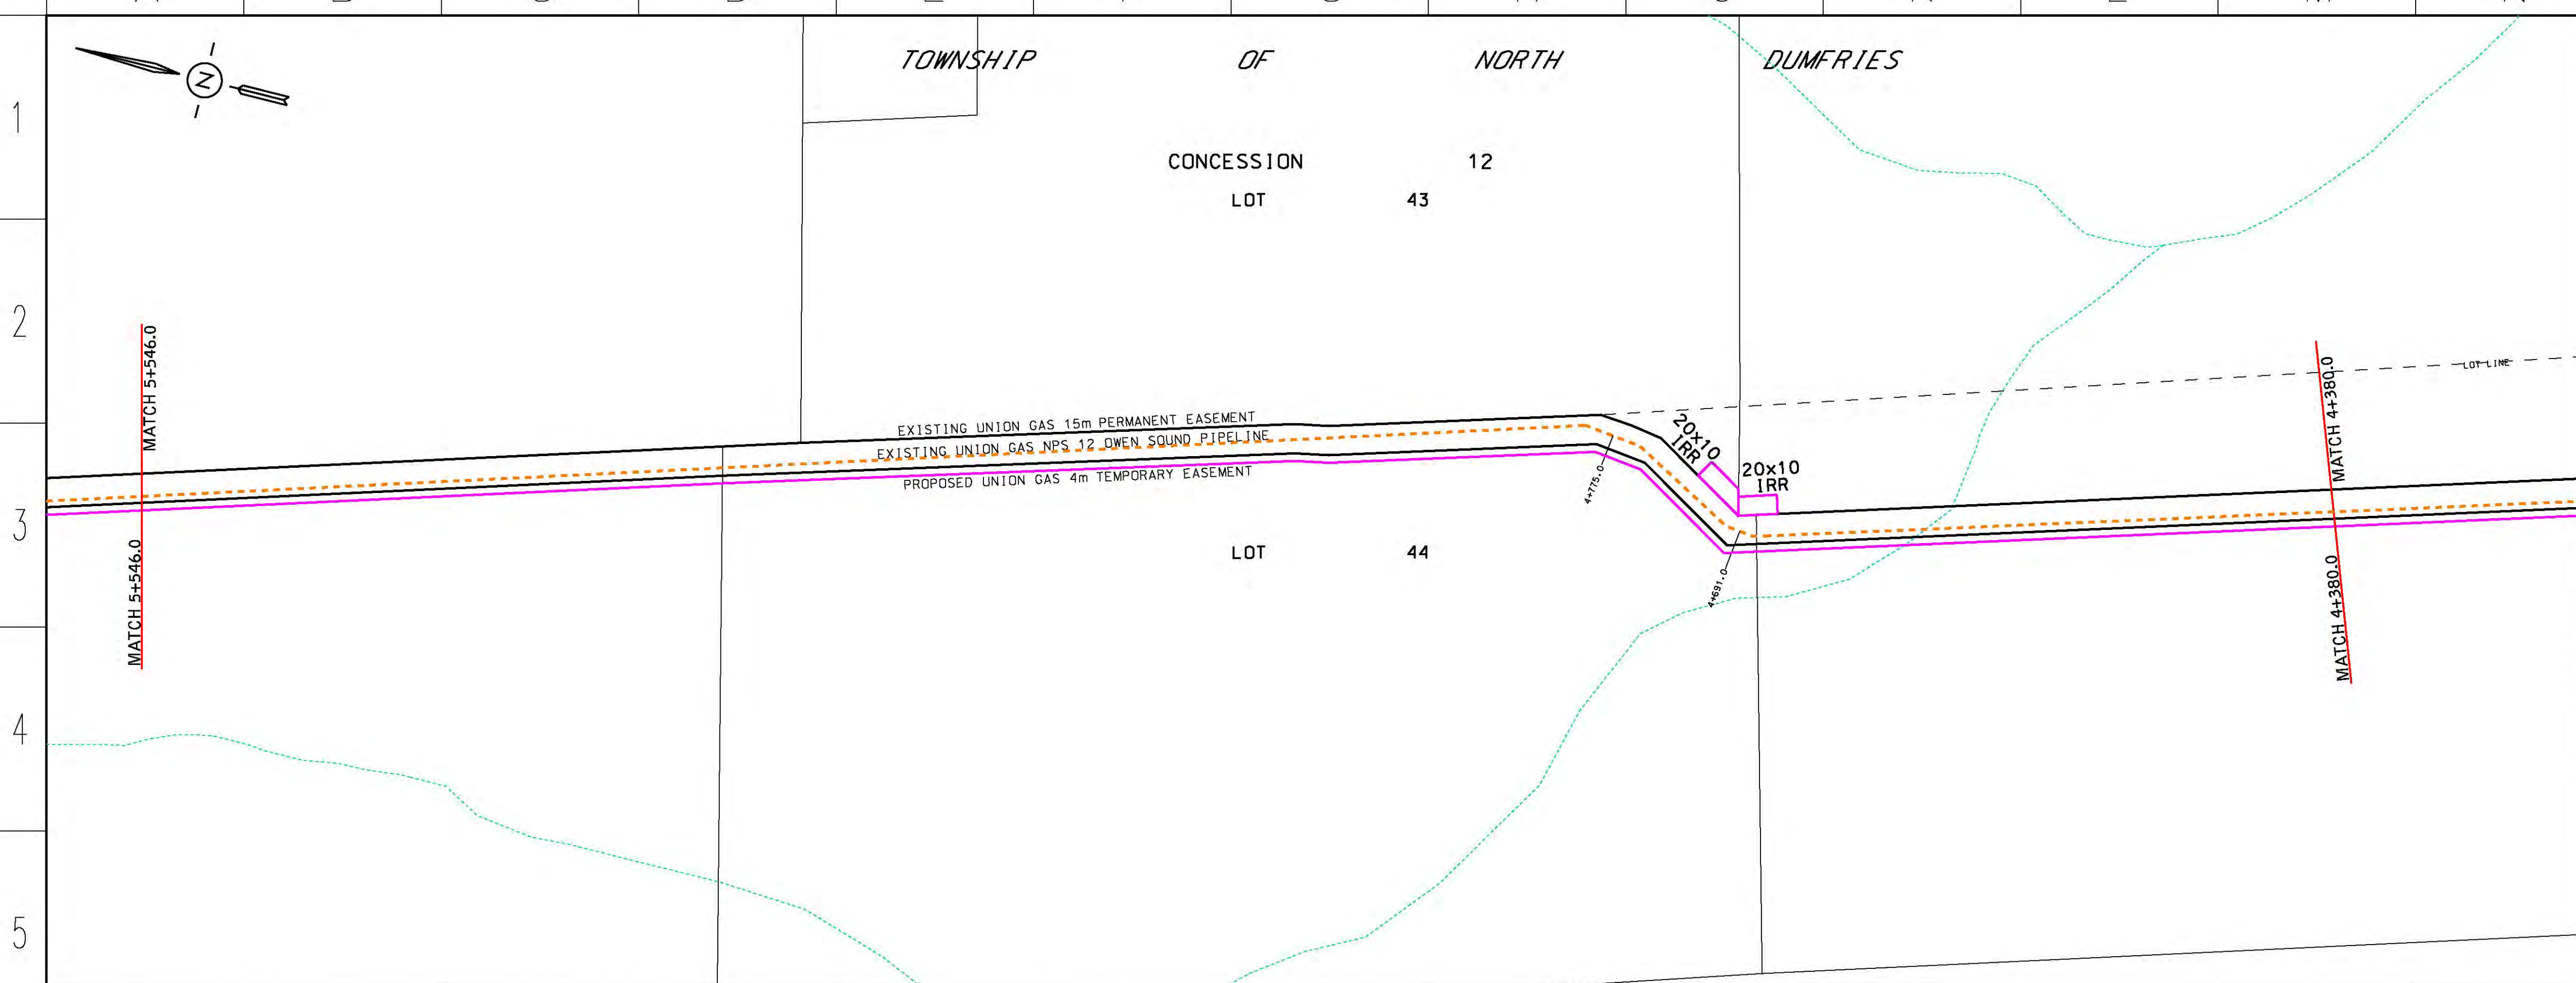 TOWNSHIP OF NORTH DUMFRIES
Z
1
CONCESSION 12
LOT 43
2
MATCH 5+546.0
MATCH 4+380.0
LOT LINE
EXISTING UNION GAS 15m PERMANENT EASEMENT
EXISTING UNION GAS NPS 12 OWEN SOUND PIPELINE
PROPOSED UNION GAS 4m TEMPORARY EASEMENT
20x10
IRR
20x10
IRR
4+775.0
3
LOT 44
4+691.0
MATCH 5+546.0
MATCH 4+380.0
4
5